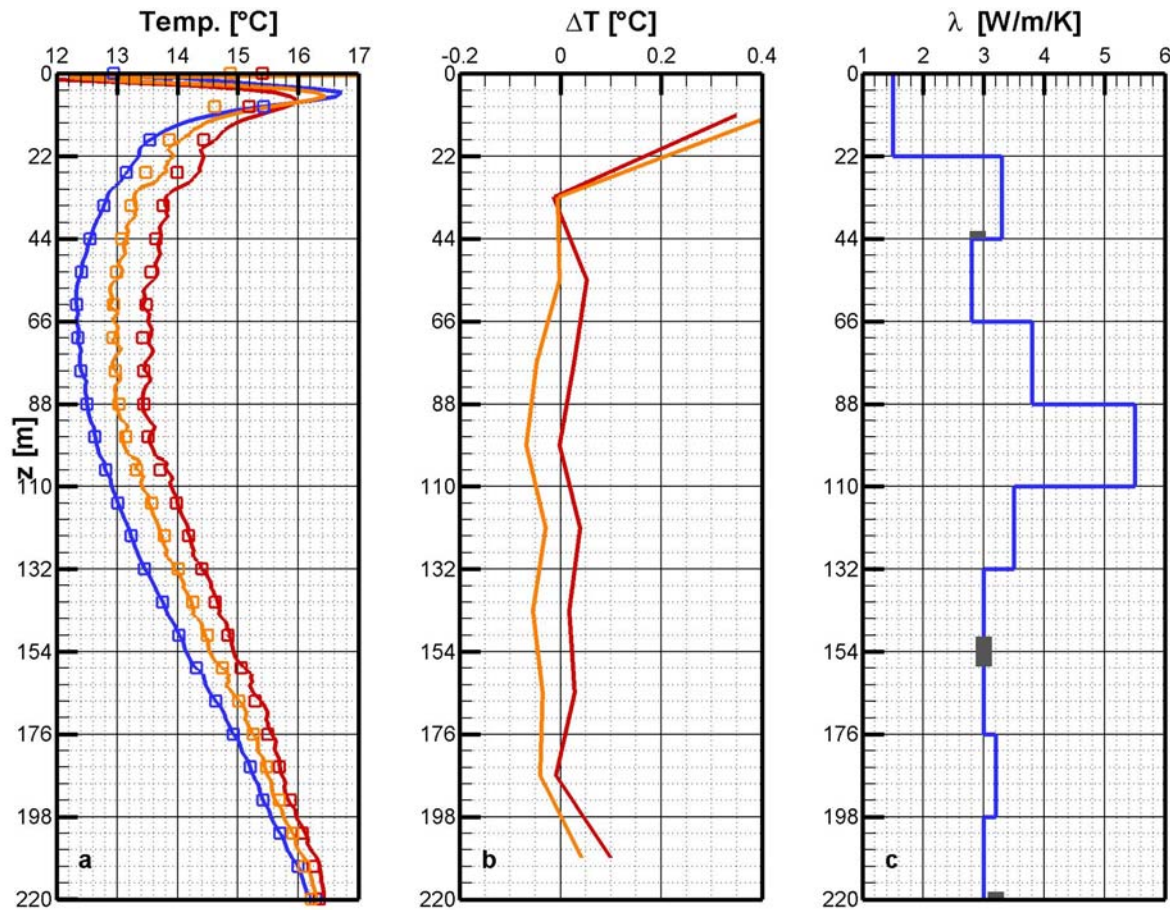 Temp. [°C] ΔT [°C] λ [W/m/K]
12 13 14 15 16 17 -0.2 0 0.2 0.4 1 2 3 4 5 6
0 0 0
22 22 22
44 44 44
66 66 66
88 88 88
z [m]
110 110 110
132 132 132
154 154 154
176 176 176
198 198 198
a b c
220 220 220